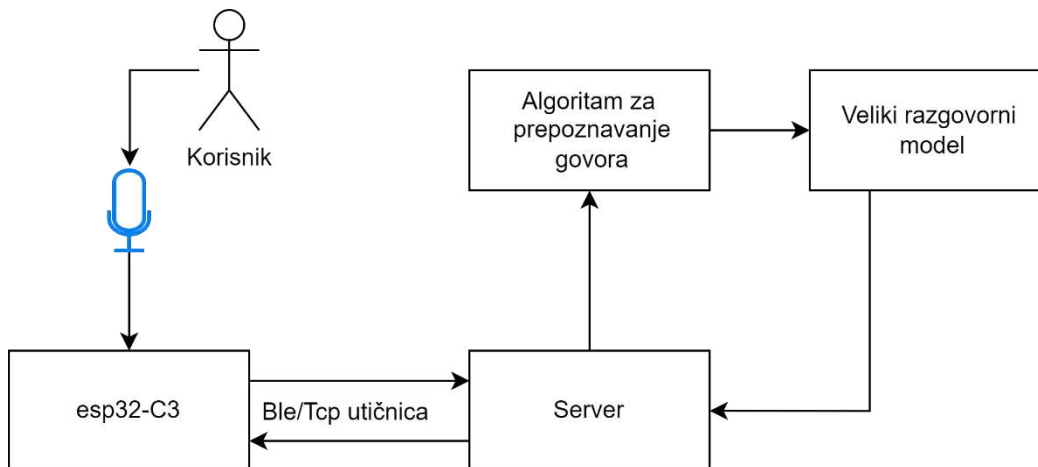 Korisnik
Algoritam za
prepoznavanje
govora
Veliki razgovorni
model
esp32-C3
Ble/Tcp utičnica
Server